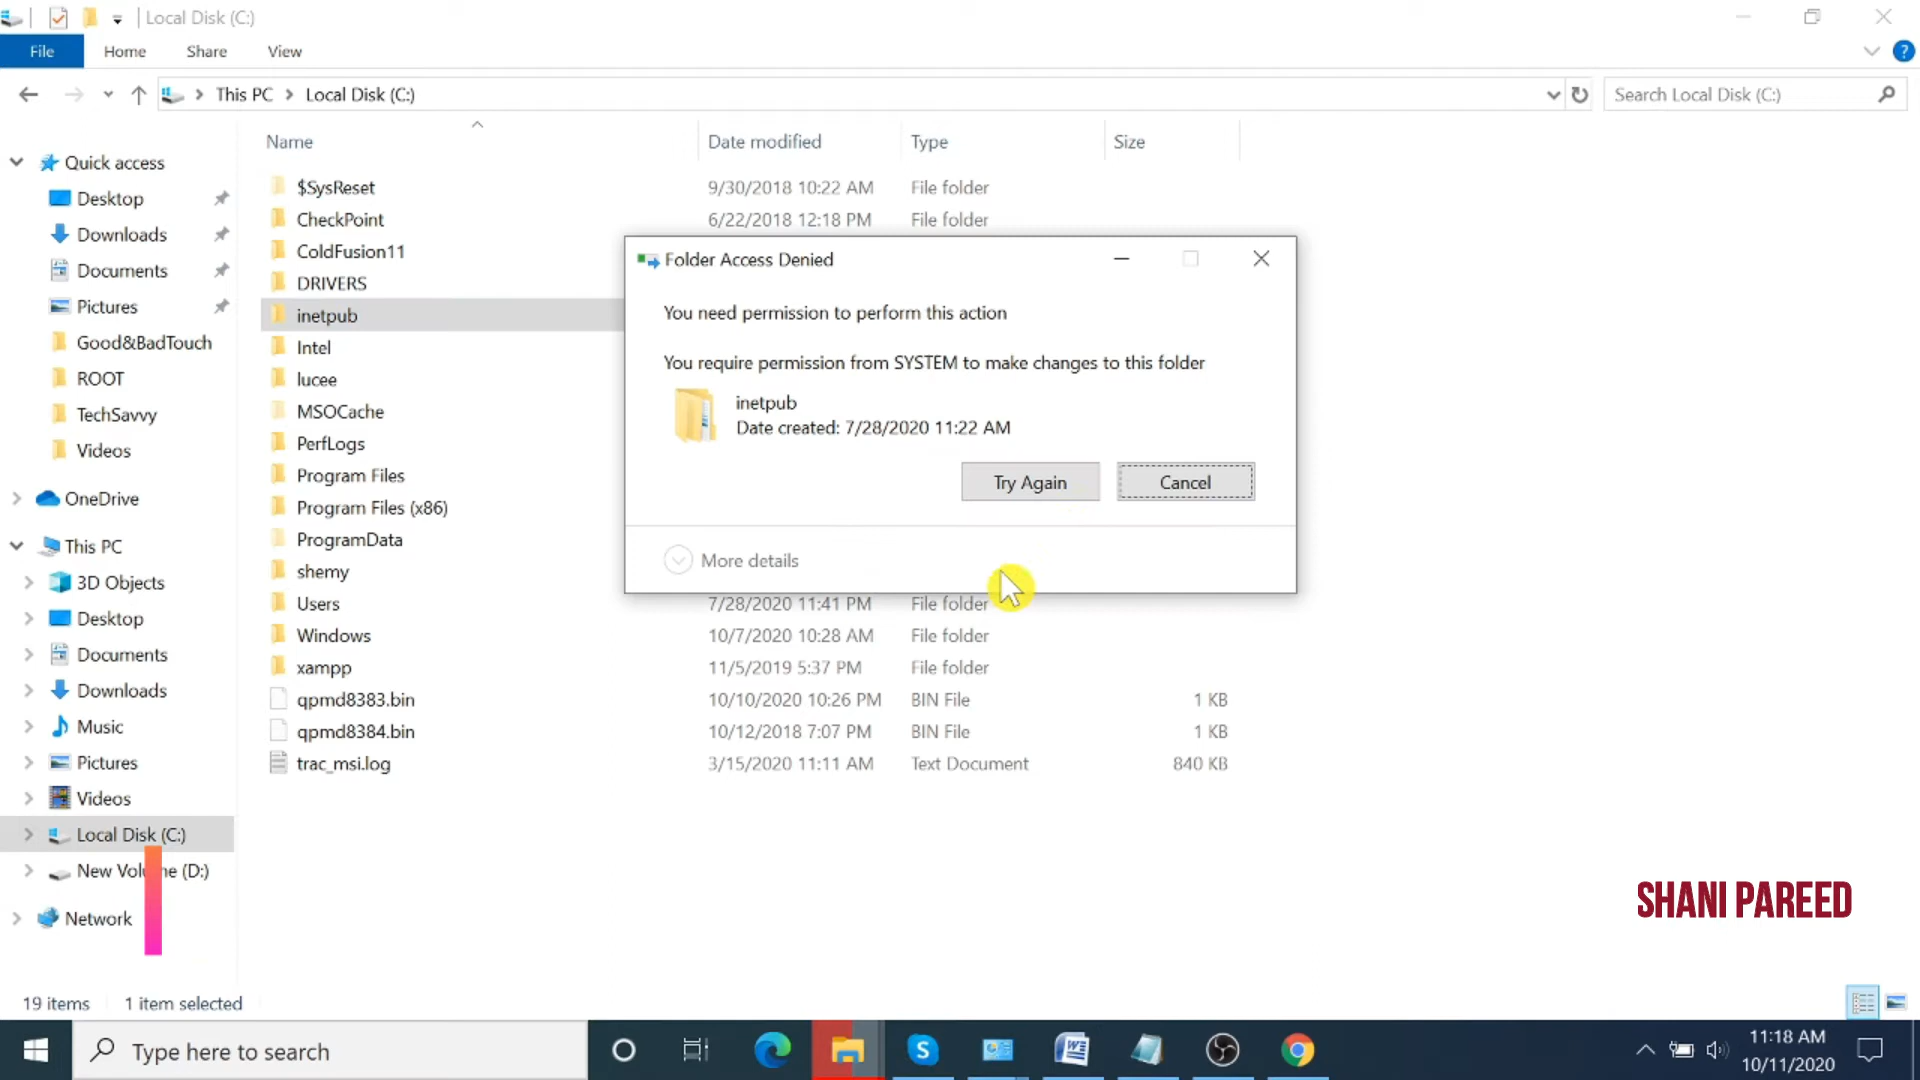 Local Disk (C:)
File Home Share View
?
This PC Local Disk (C:)
Search Local Disk (C:)
Name Date modified Type Size
Quick access
Desktop
Downloads
Documents
Pictures
Good&BadTouch
ROOT
TechSavvy
Videos
OneDrive
This PC
3D Objects
Desktop
Documents
Downloads
Music
Pictures
Videos
Local Disk (C:)
New Volume (D:)
Network
$SysReset 9/30/2018 10:22 AM File folder
CheckPoint 6/22/2018 12:18 PM File folder
ColdFusion11
DRIVERS
inetpub
Intel
lucee
MSOCache
PerfLogs
Program Files
Program Files (x86)
ProgramData
shemy
Users 7/28/2020 11:41 PM File folder
Windows 10/7/2020 10:28 AM File folder
xampp 11/5/2019 5:37 PM File folder
qpmd8383.bin 10/10/2020 10:26 PM BIN File 1 KB
qpmd8384.bin 10/12/2018 7:07 PM BIN File 1 KB
trac_msi.log 3/15/2020 11:11 AM Text Document 840 KB
Folder Access Denied
You need permission to perform this action
You require permission from SYSTEM to make changes to this folder
inetpub
Date created: 7/28/2020 11:22 AM
Try Again Cancel
More details
SHANI PAREED
19 items 1 item selected
Type here to search
S
W
11:18 AM
10/11/2020